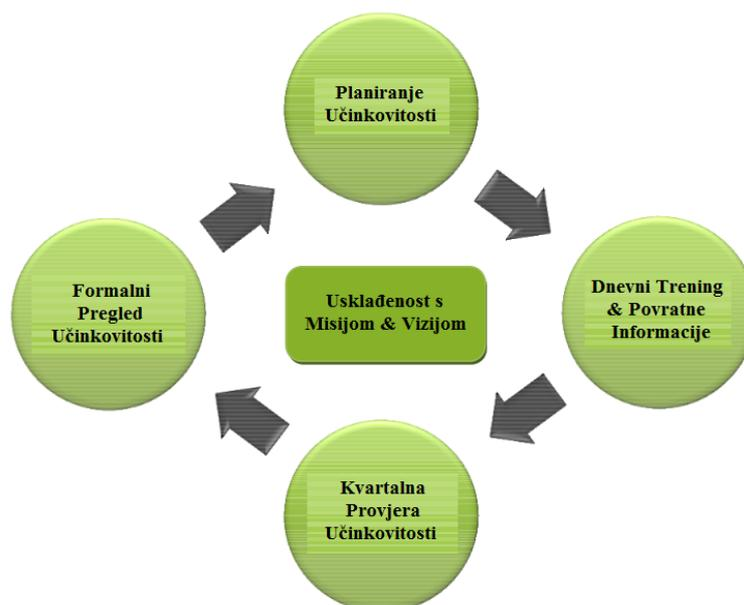 Planiranje
Učinkovitosti
Dnevni Trening
& Povratne
Informacije
Kvartalna
Provjera
Učinkovitosti
Formalni
Pregled
Učinkovitosti
Usklađenost s
Misijom & Vizijom